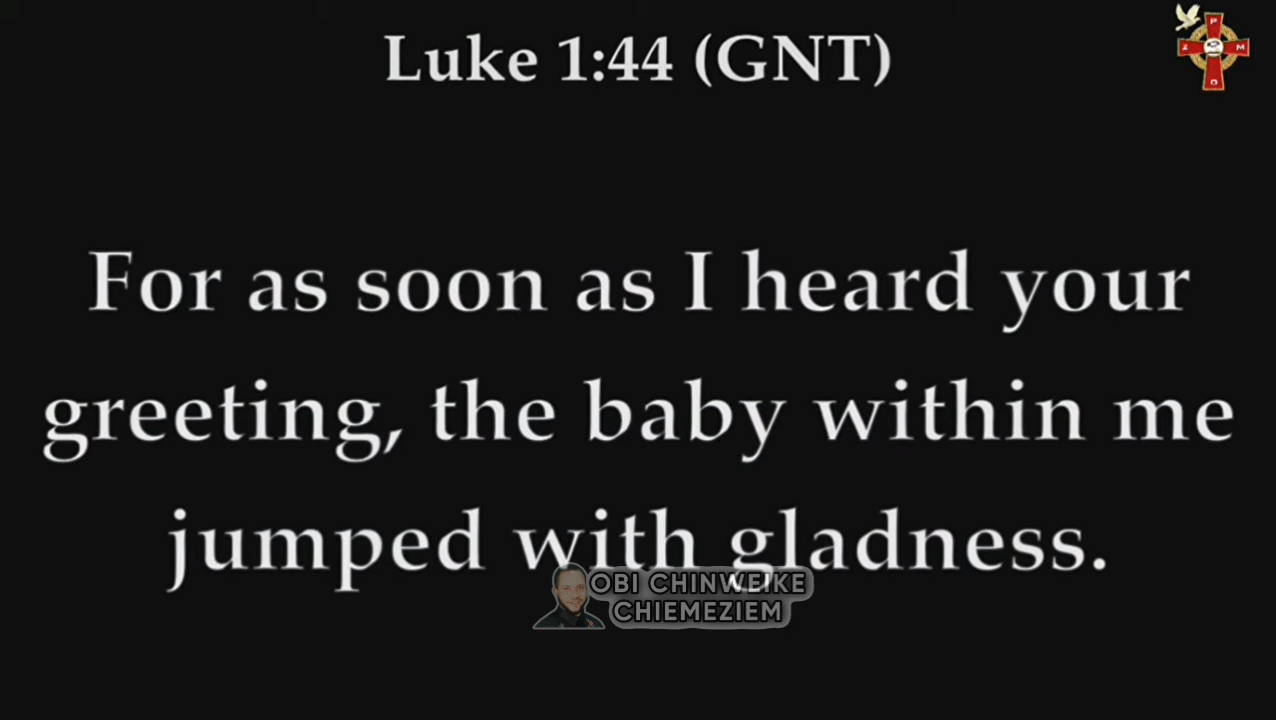 Luke 1:44 (GNT)
P
Z M
O
For as soon as I heard your
greeting, the baby within me
jumped with gladness.
OBI CHINWEIKE
CHIEMEZIEM